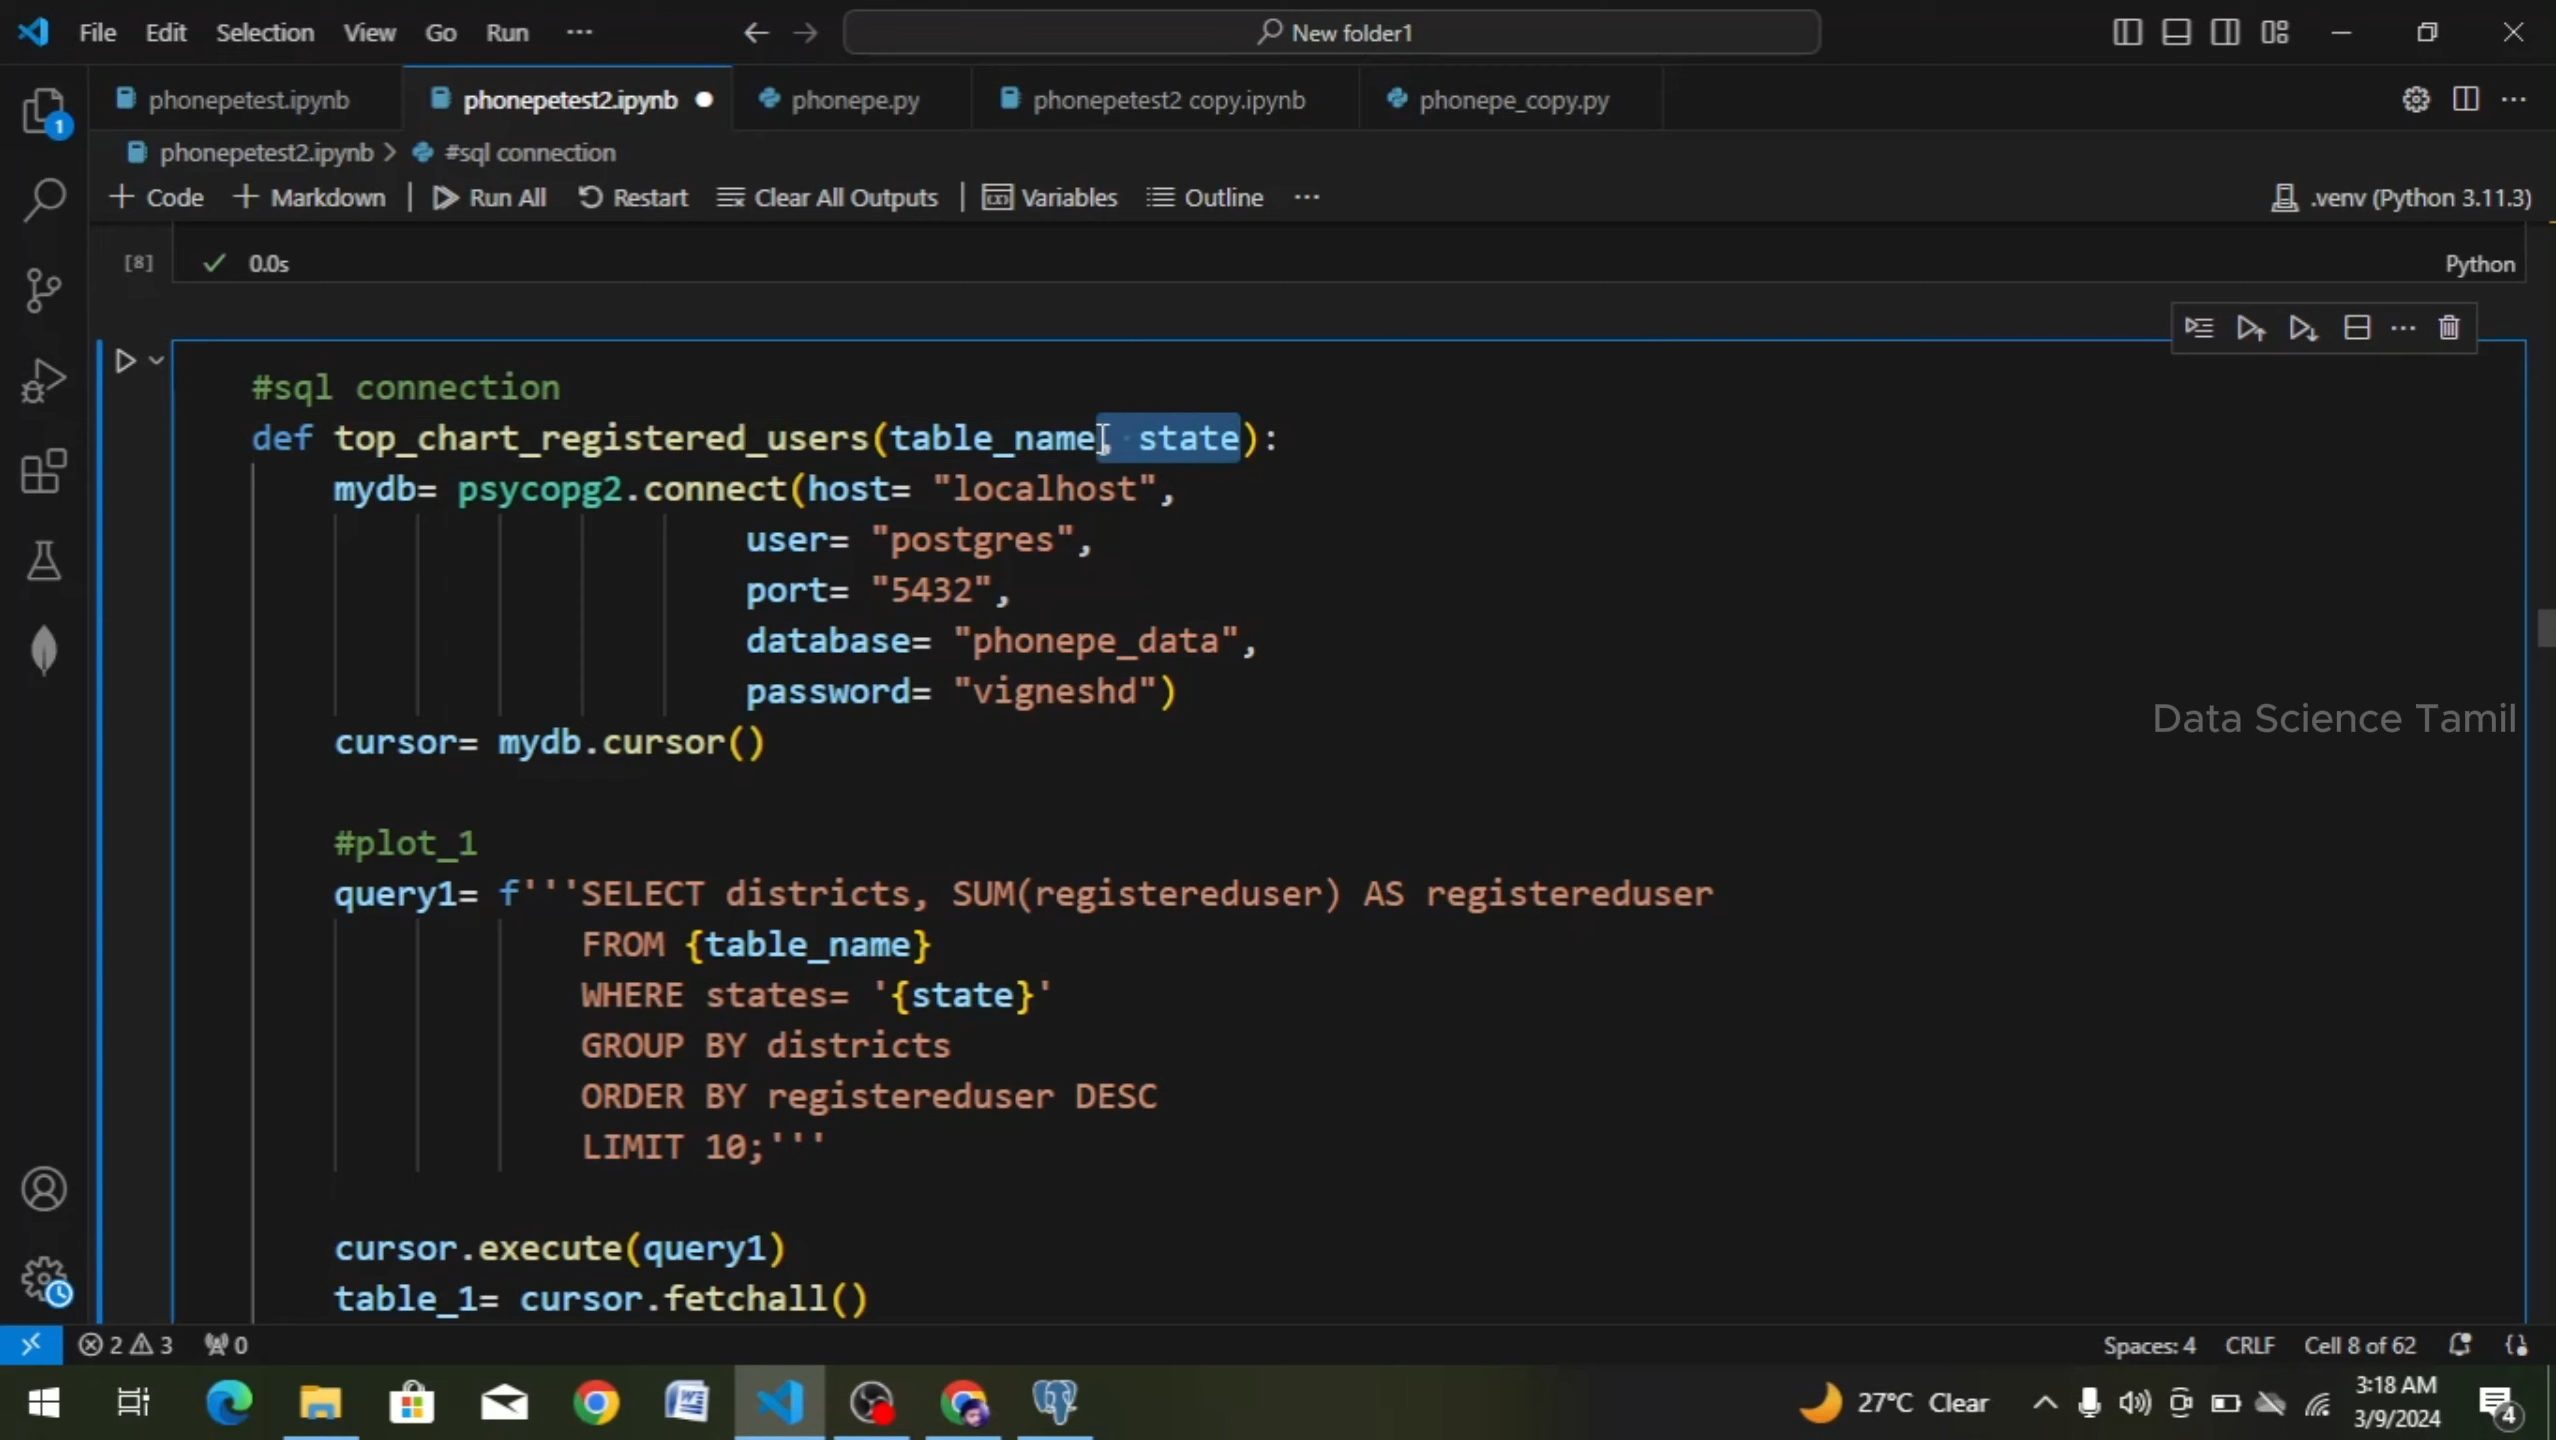 File Edit Selection View Go Run ··· New folder1
phonepetest.ipynb phonepetest2.ipynb phonepe.py phonepetest2 copy.ipynb phonepe_copy.py ···
1
phonepetest2.ipynb > #sql connection
+ Code + Markdown | Run All Restart Clear All Outputs | Variables Outline ··· .venv (Python 3.11.3)
[8] ✓ 0.0s Python
#sql connection
def top_chart_registered_users(table_name, state):
mydb= psycopg2.connect(host= "localhost",
user= "postgres",
port= "5432",
database= "phonepe_data",
password= "vigneshd")
Data Science Tamil
cursor= mydb.cursor()
#plot_1
query1= f'''SELECT districts, SUM(registereduser) AS registereduser
FROM {table_name}
WHERE states= '{state}'
GROUP BY districts
ORDER BY registereduser DESC
LIMIT 10;'''
cursor.execute(query1)
table_1= cursor.fetchall()
2 3 0 Spaces: 4 CRLF Cell 8 of 62
27°C Clear 3:18 AM
3/9/2024 4